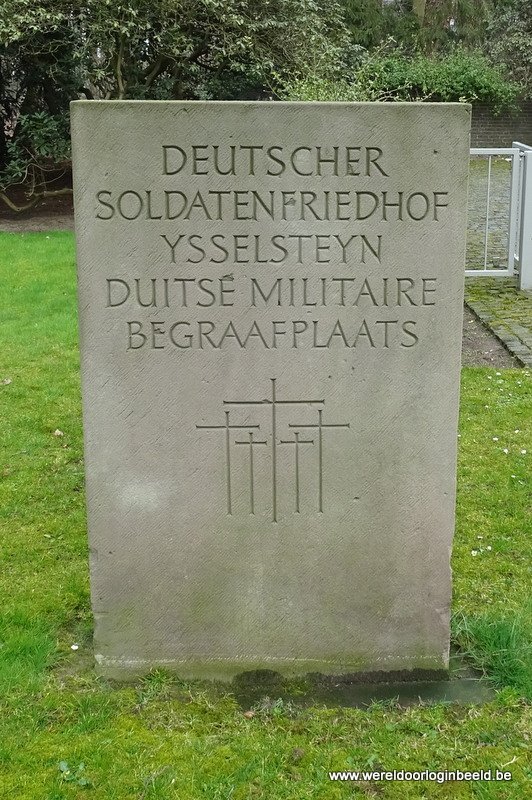 DEUTSCHER
SOLDATENFRIEDHOF
YSSELSTEYN
DUITSE MILITAIRE
BEGRAAFPLAATS
www.wereldoorloginbeeld.be